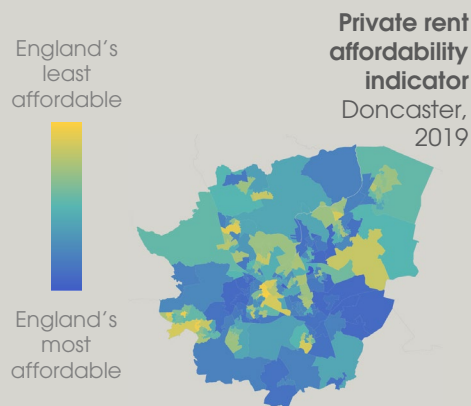 Private rent
affordability
indicator
Doncaster,
2019
England's
least
affordable
England's
most
affordable